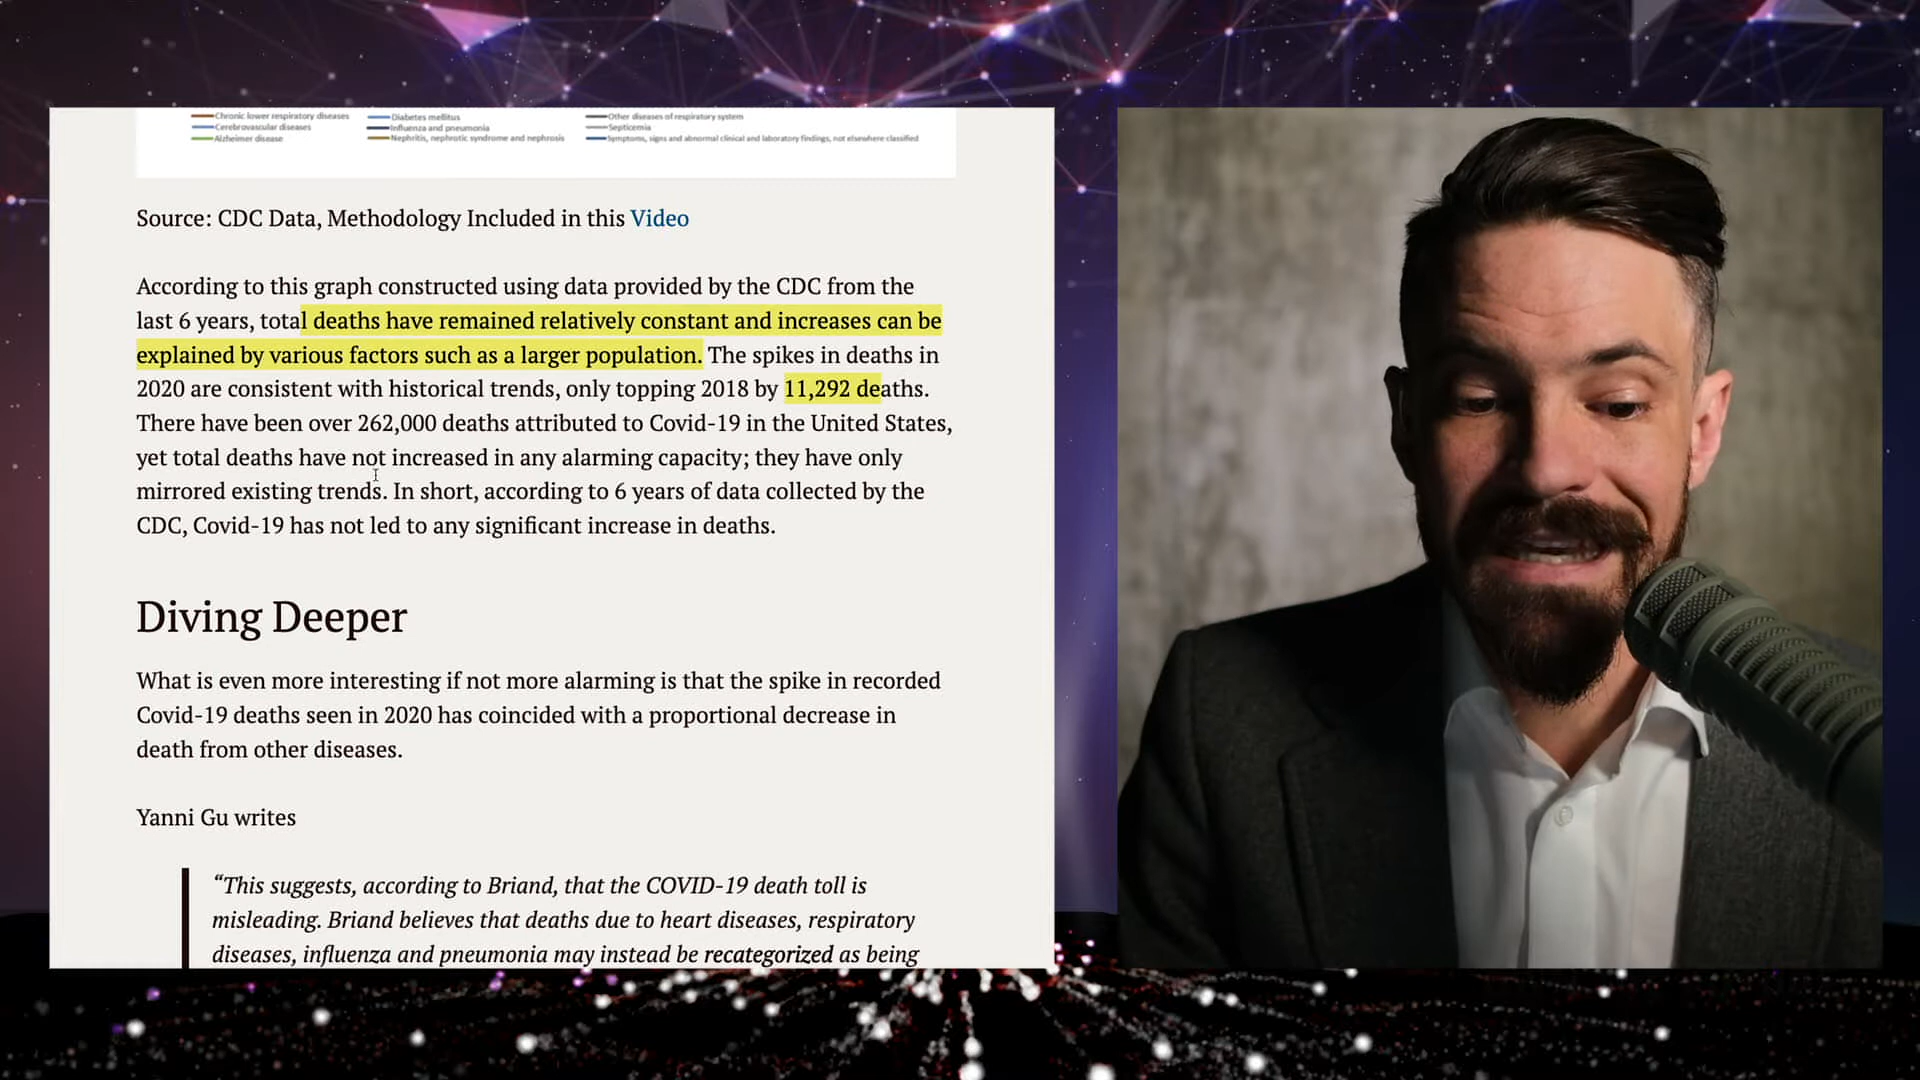 Chronic lower respiratory diseases Diabetes mellitus Other diseases of respiratory system
Cerebrovascular diseases Influenza and pneumonia Septicemia
Alzheimer disease Nephritis, nephrotic syndrome and nephrosis Symptoms, signs and abnormal clinical and laboratory findings, not elsewhere classified
Source: CDC Data, Methodology Included in this Video
According to this graph constructed using data provided by the CDC from the
last 6 years, total deaths have remained relatively constant and increases can be
explained by various factors such as a larger population. The spikes in deaths in
2020 are consistent with historical trends, only topping 2018 by 11,292 deaths.
There have been over 262,000 deaths attributed to Covid-19 in the United States,
yet total deaths have not increased in any alarming capacity; they have only
mirrored existing trends. In short, according to 6 years of data collected by the
CDC, Covid-19 has not led to any significant increase in deaths.
Diving Deeper
What is even more interesting if not more alarming is that the spike in recorded
Covid-19 deaths seen in 2020 has coincided with a proportional decrease in
death from other diseases.
Yanni Gu writes
“This suggests, according to Briand, that the COVID-19 death toll is
misleading. Briand believes that deaths due to heart diseases, respiratory
diseases, influenza and pneumonia may instead be recategorized as being